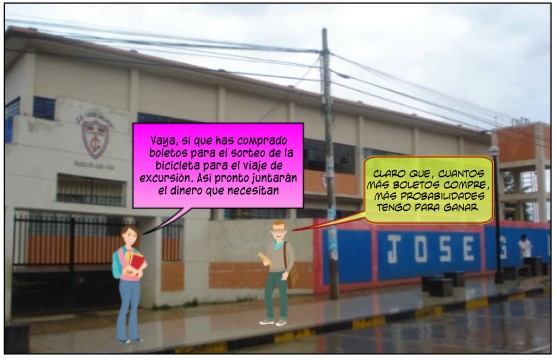 Vaya, si que has comprado
boletos para el sorteo de la
bicicleta para el viaje de
excursión. Asi pronto juntarán
el dinero que necesitan
CLARO QUE, CUANTOS
MÁS BOLETOS COMPRE,
MÁS PROBABILIDADES
TENGO PARA GANAR
JOSE G